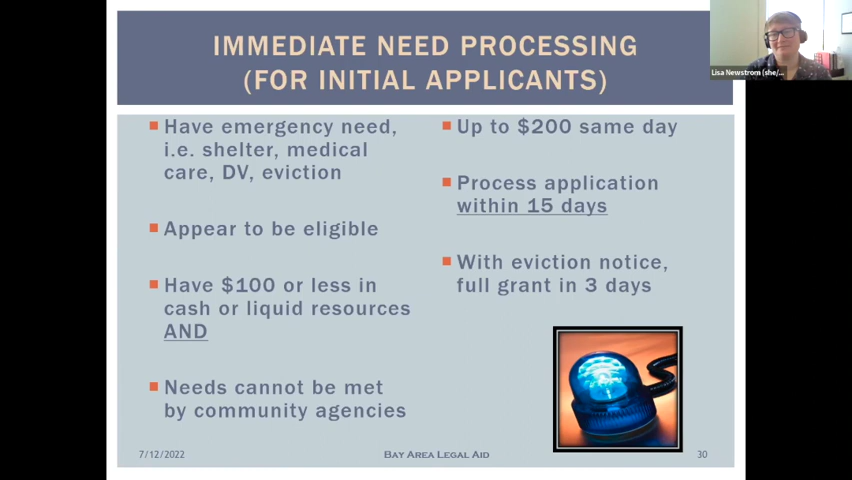 IMMEDIATE NEED PROCESSING
(FOR INITIAL APPLICANTS)
Lisa Newstrom (she/...
Have emergency need,
i.e. shelter, medical
care, DV, eviction
Appear to be eligible
Have $100 or less in
cash or liquid resources
AND
Needs cannot be met
by community agencies
Up to $200 same day
Process application
within 15 days
With eviction notice,
full grant in 3 days
7/12/2022
BAY AREA LEGAL AID
30